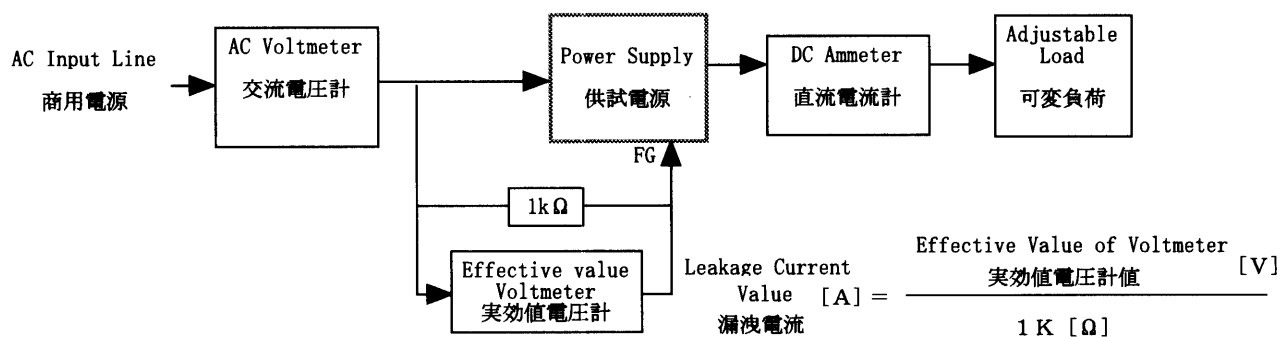 AC Input Line
商用電源
AC Voltmeter
交流電圧計
Power Supply
供試電源
DC Ammeter
直流電流計
Adjustable
Load
可変負荷
FG
1kΩ
Effective value
Voltmeter
実効値電圧計
Leakage Current
Value [A] =
漏洩電流
Effective Value of Voltmeter
実効値電圧計値
[V]
1 K [Ω]